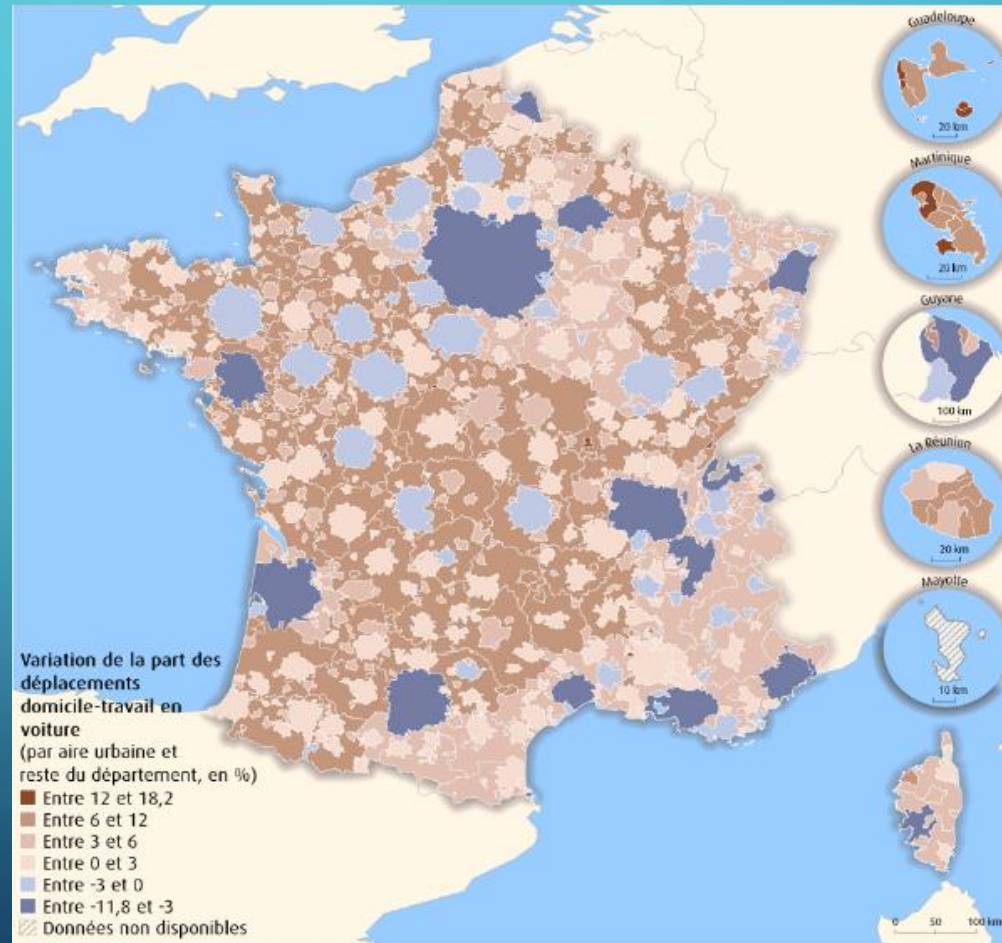 Guadeloupe
20 km
Martinique
20 km
Guyane
100 km
La Réunion
20 km
Mayotte
10 km
Variation de la part des
déplacements
domicile-travail en
voiture
(par aire urbaine et
reste du département, en %)
Entre 12 et 18,2
Entre 6 et 12
Entre 3 et 6
Entre 0 et 3
Entre -3 et 0
Entre -11,8 et -3
Données non disponibles
0 50 100 km